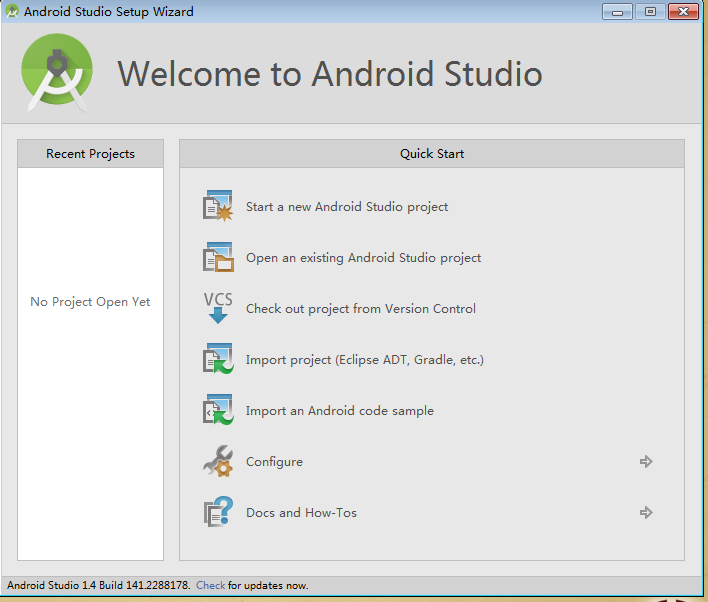 Android Studio Setup Wizard
Welcome to Android Studio
Recent Projects
No Project Open Yet
Quick Start
Start a new Android Studio project
Open an existing Android Studio project
VCS
Check out project from Version Control
Import project (Eclipse ADT, Gradle, etc.)
Import an Android code sample
Configure
Docs and How-Tos
Android Studio 1.4 Build 141.2288178. Check for updates now.